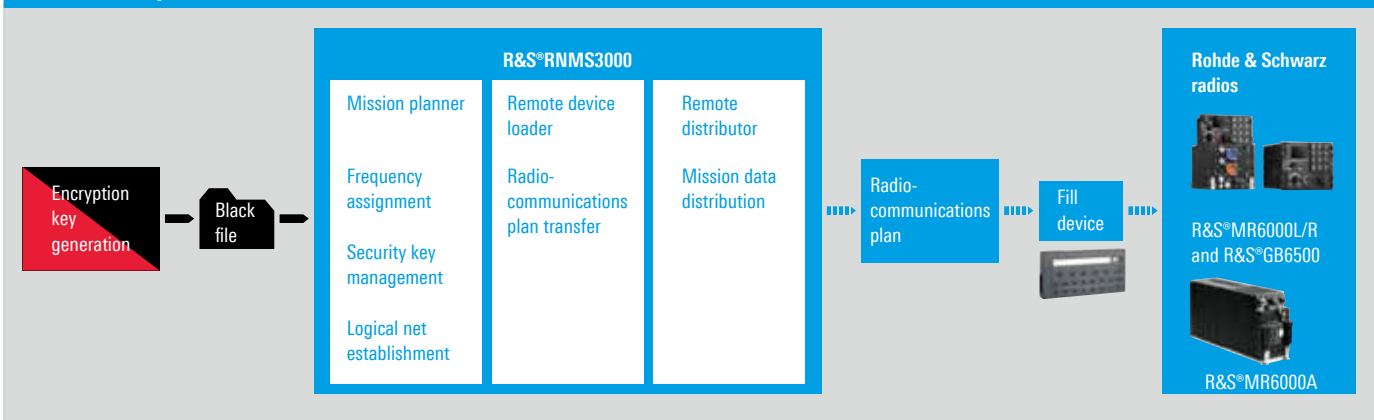 Encryption
key
generation
Black
file
R&S®RNMS3000
Mission planner
Frequency
assignment
Security key
management
Logical net
establishment
Remote device
loader
Radio-
communications
plan transfer
Remote
distributor
Mission data
distribution
Radio-
communications
plan
Fill
device
Rohde & Schwarz
radios
R&S®MR6000L/R
and R&S®GB6500
R&S®MR6000A